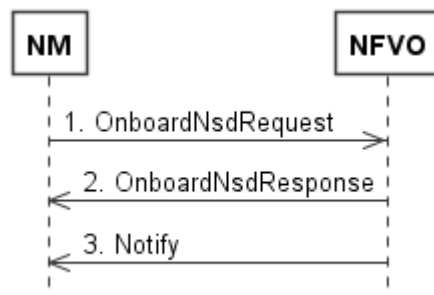 NM
NFVO
1. OnboardNsdRequest
2. OnboardNsdResponse
3. Notify